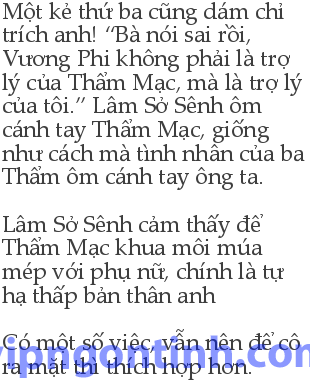 Một kẻ thứ ba cũng dám chỉ
trích anh! “Bà nói sai rồi,
Vương Phi không phải là trợ
lý của Thẩm Mạc, mà là trợ lý
của tôi.” Lâm Sở Sênh ôm
cánh tay Thẩm Mạc, giống
như cách mà tình nhân của ba
Thẩm ôm cánh tay ông ta.
Lâm Sở Sênh cảm thấy để
Thẩm Mạc khua môi múa
mép với phụ nữ, chính là tự
hạ thấp bản thân anh
Có một số việc, vẫn nên để cô
ra mặt thì thích hợp hơn.
vipngontinh.com